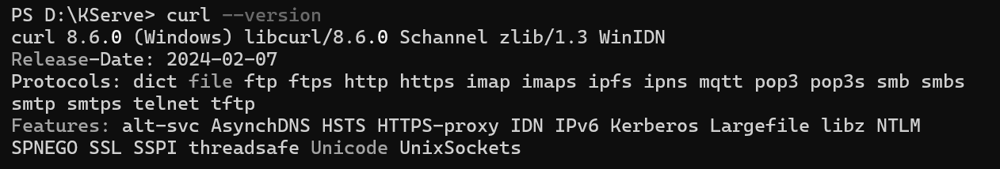 PS D:\KServe> curl --version
curl 8.6.0 (Windows) libcurl/8.6.0 Schannel zlib/1.3 WinIDN
Release-Date: 2024-02-07
Protocols: dict file ftp ftps http https imap imaps ipfs ipns mqtt pop3 pop3s smb smbs
smtp smtps telnet tftp
Features: alt-svc AsynchDNS HSTS HTTPS-proxy IDN IPv6 Kerberos Largefile libz NTLM
SPNEGO SSL SSPI threadsafe Unicode UnixSockets